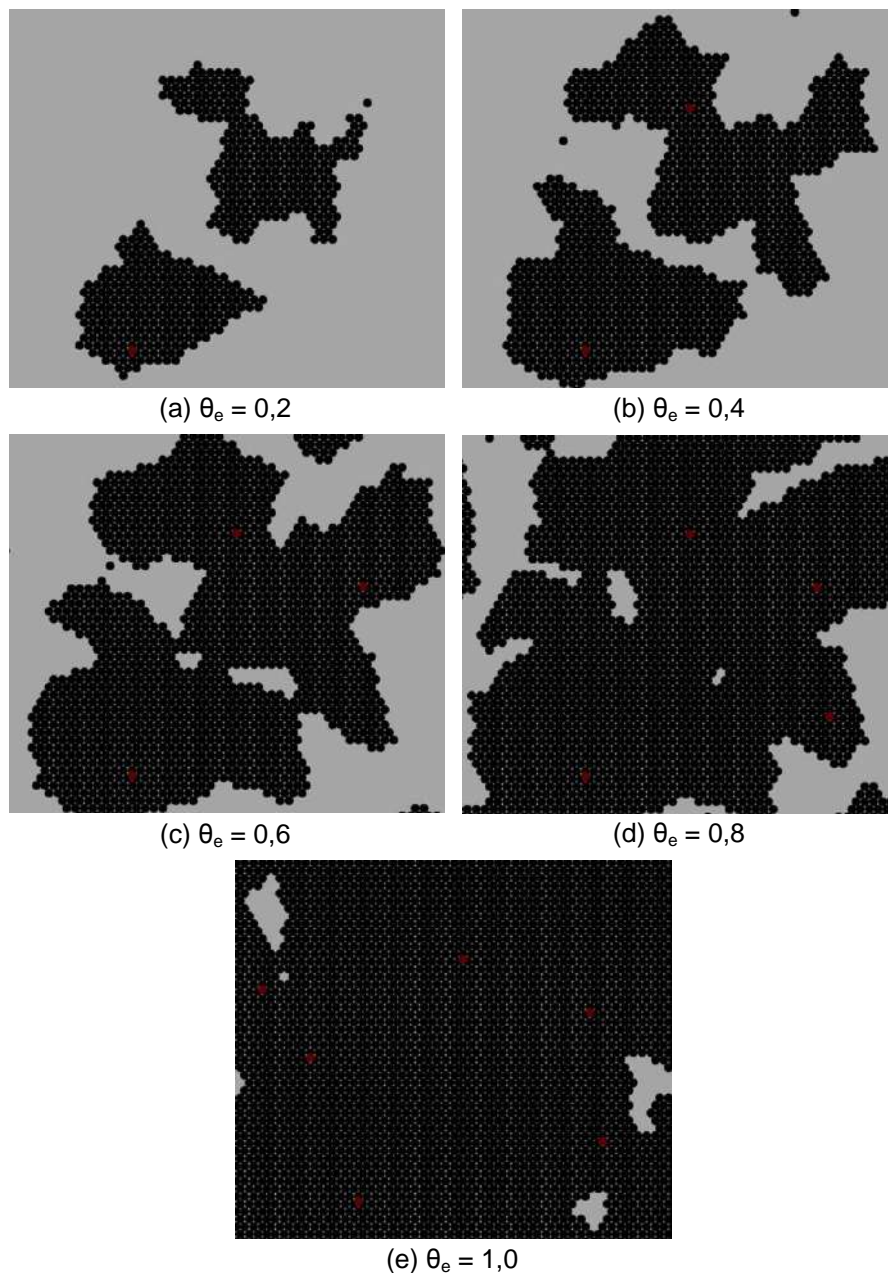 (a) θₑ = 0,2
(b) θₑ = 0,4
(c) θₑ = 0,6
(d) θₑ = 0,8
(e) θₑ = 1,0